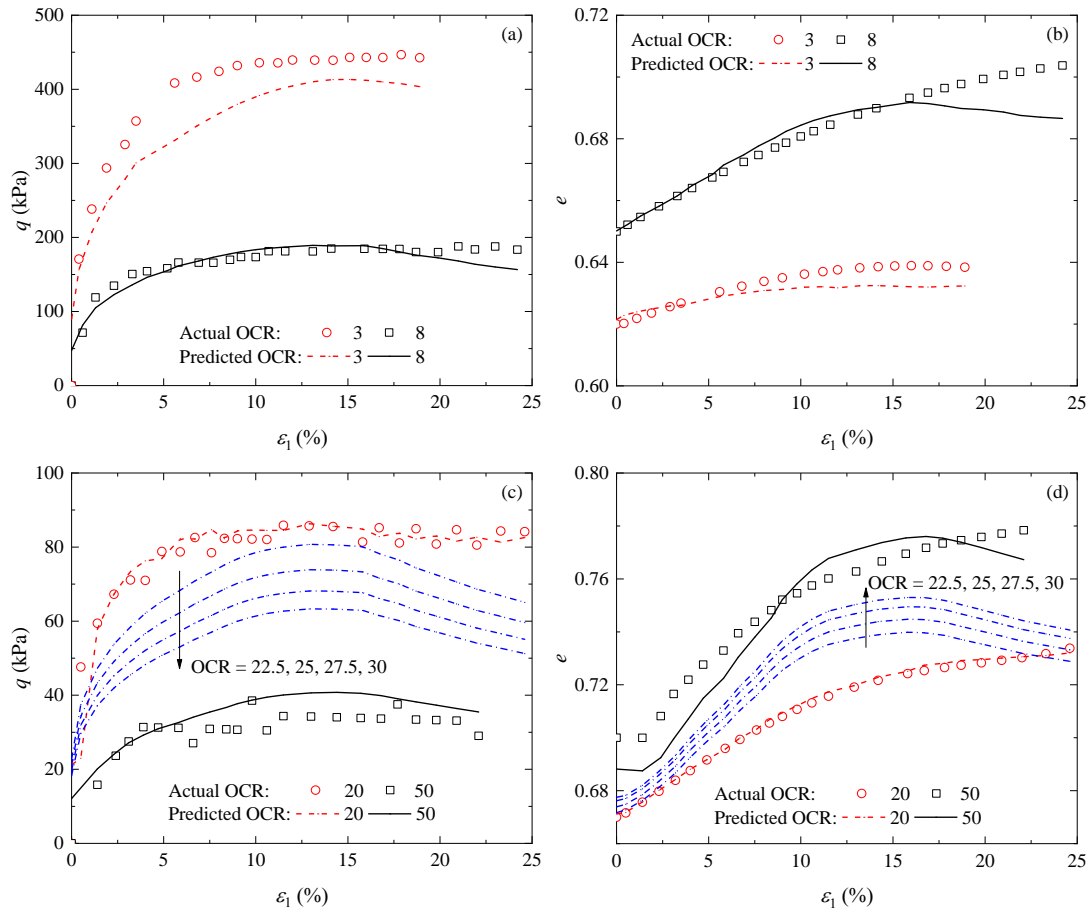 500
400
300
200
100
0
q (kPa)
(a)
Actual OCR: 3 8
Predicted OCR: 3 8
0 5 10 15 20 25
ε1 (%)
0.72
0.68
0.64
0.60
e
(b)
Actual OCR: 3 8
Predicted OCR: 3 8
0 5 10 15 20 25
ε1 (%)
100
80
60
40
20
0
q (kPa)
(c)
OCR = 22.5, 25, 27.5, 30
Actual OCR: 20 50
Predicted OCR: 20 50
0 5 10 15 20 25
ε1 (%)
0.80
0.76
0.72
0.68
e
(d)
OCR = 22.5, 25, 27.5, 30
Actual OCR: 20 50
Predicted OCR: 20 50
0 5 10 15 20 25
ε1 (%)